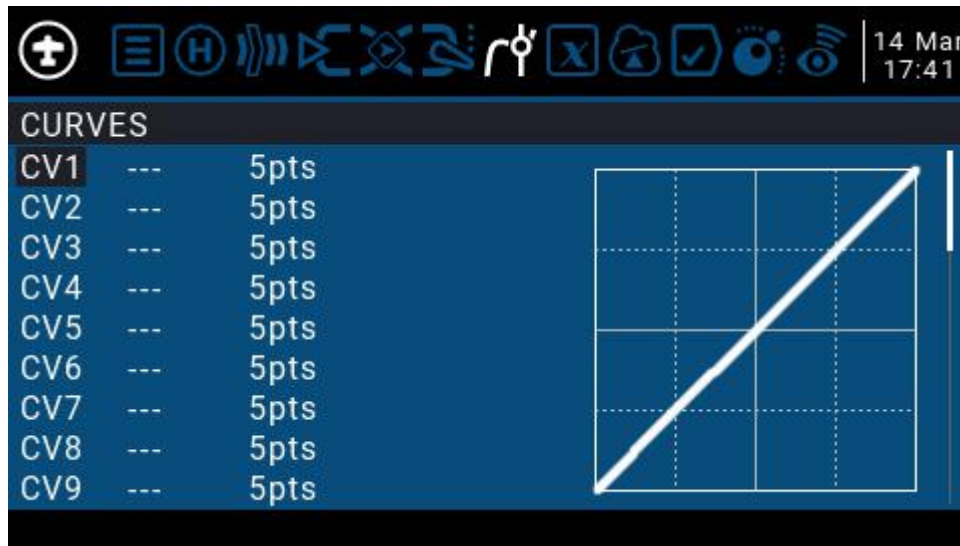 H X 14 Mar
17:41
CURVES
CV1 --- 5pts
CV2 --- 5pts
CV3 --- 5pts
CV4 --- 5pts
CV5 --- 5pts
CV6 --- 5pts
CV7 --- 5pts
CV8 --- 5pts
CV9 --- 5pts